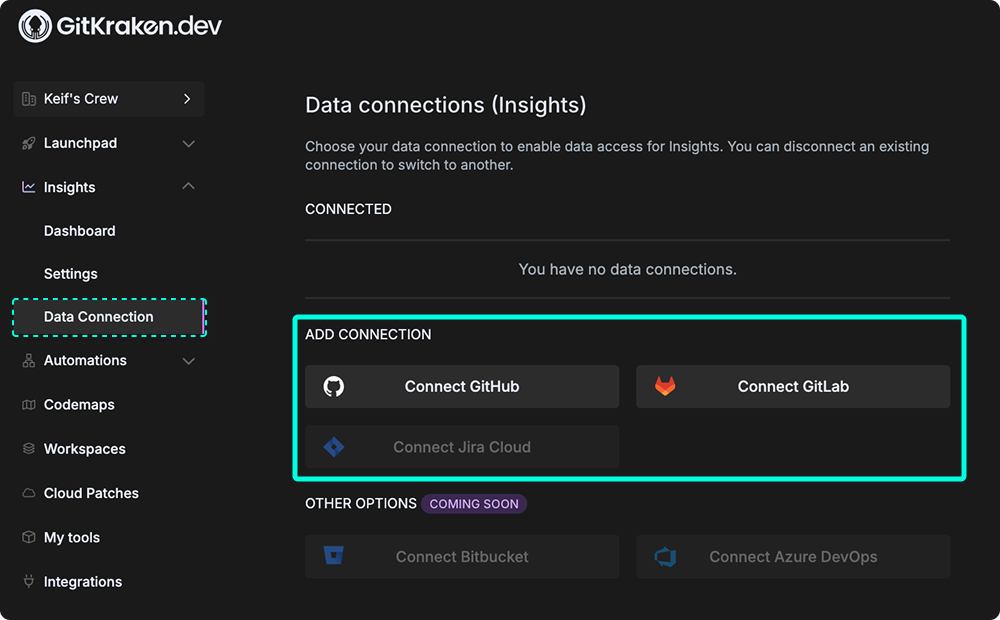 GitKraken.dev
Keif's Crew
Launchpad
Insights
Dashboard
Settings
Data Connection
Automations
Codemaps
Workspaces
Cloud Patches
My tools
Integrations
Data connections (Insights)
Choose your data connection to enable data access for Insights. You can disconnect an existing
connection to switch to another.
CONNECTED
You have no data connections.
ADD CONNECTION
Connect GitHub
Connect GitLab
Connect Jira Cloud
OTHER OPTIONS COMING SOON
Connect Bitbucket
Connect Azure DevOps